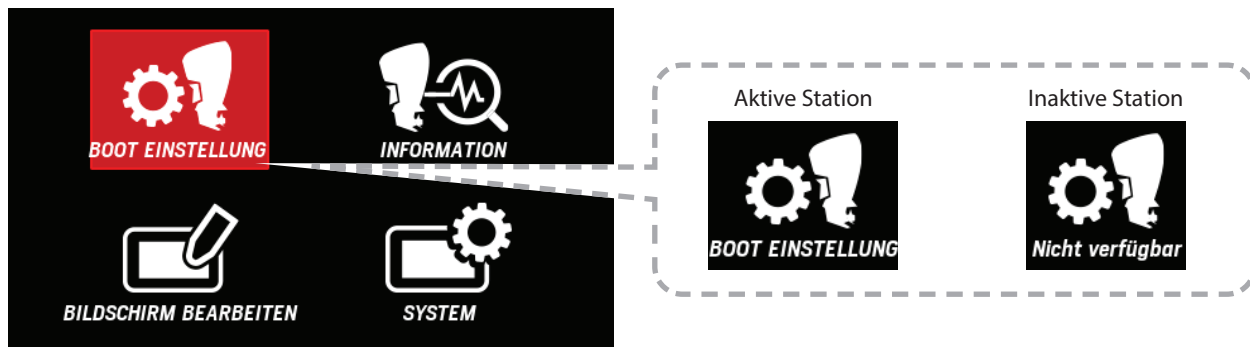 BOOT EINSTELLUNG
INFORMATION
BILDSCHIRM BEARBEITEN
SYSTEM
Aktive Station
Inaktive Station
BOOT EINSTELLUNG
Nicht verfügbar